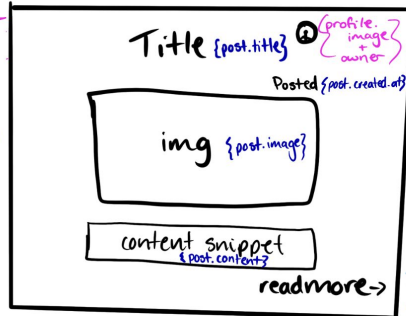 Title {post.title}
{profile.
image
+
owner}
Posted {post.created.at}
img {post.image}
content snippet
{post.content}
readmore→